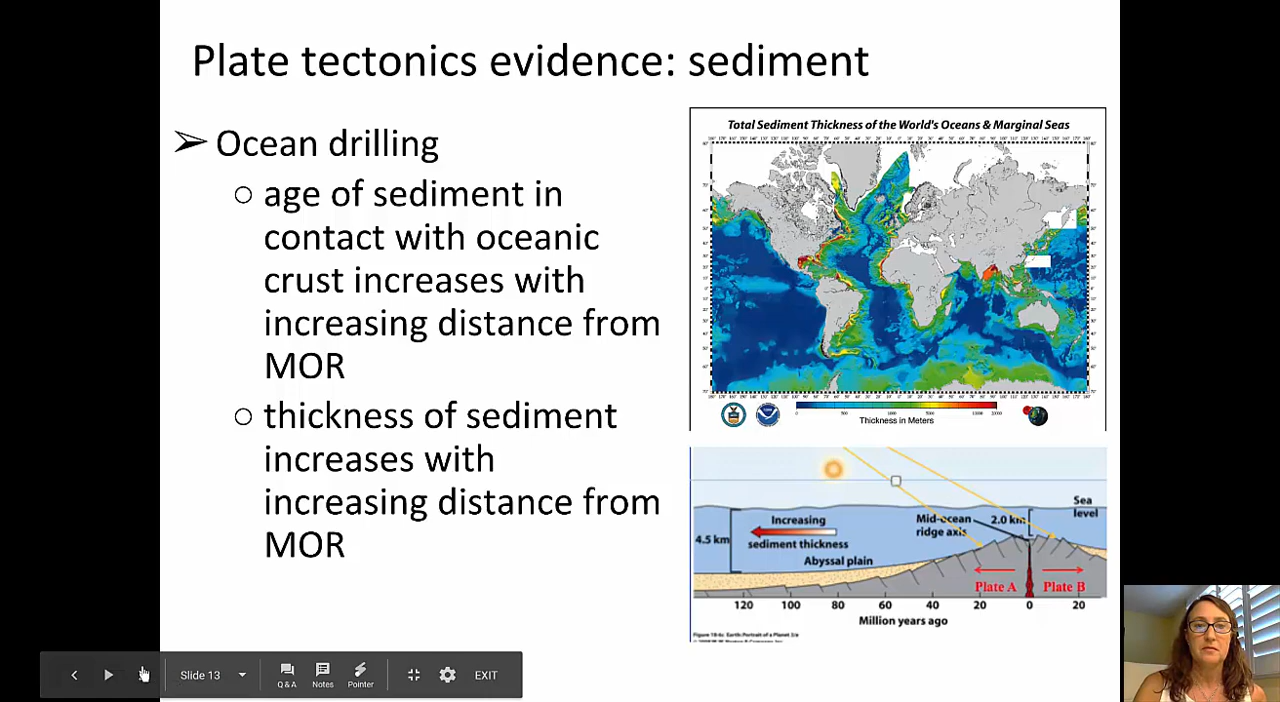 Plate tectonics evidence: sediment
➢ Ocean drilling
○ age of sediment in
contact with oceanic
crust increases with
increasing distance from
MOR
○ thickness of sediment
increases with
increasing distance from
MOR
Total Sediment Thickness of the World's Oceans & Marginal Seas
Thickness in Meters
Sea
level
Mid-ocean
ridge axis
2.0 km
Increasing
sediment thickness
4.5 km
Abyssal plain
Plate A
Plate B
120 100 80 60 40 20 0 20
Million years ago
Slide 13
Q & A
Notes
Pointer
EXIT